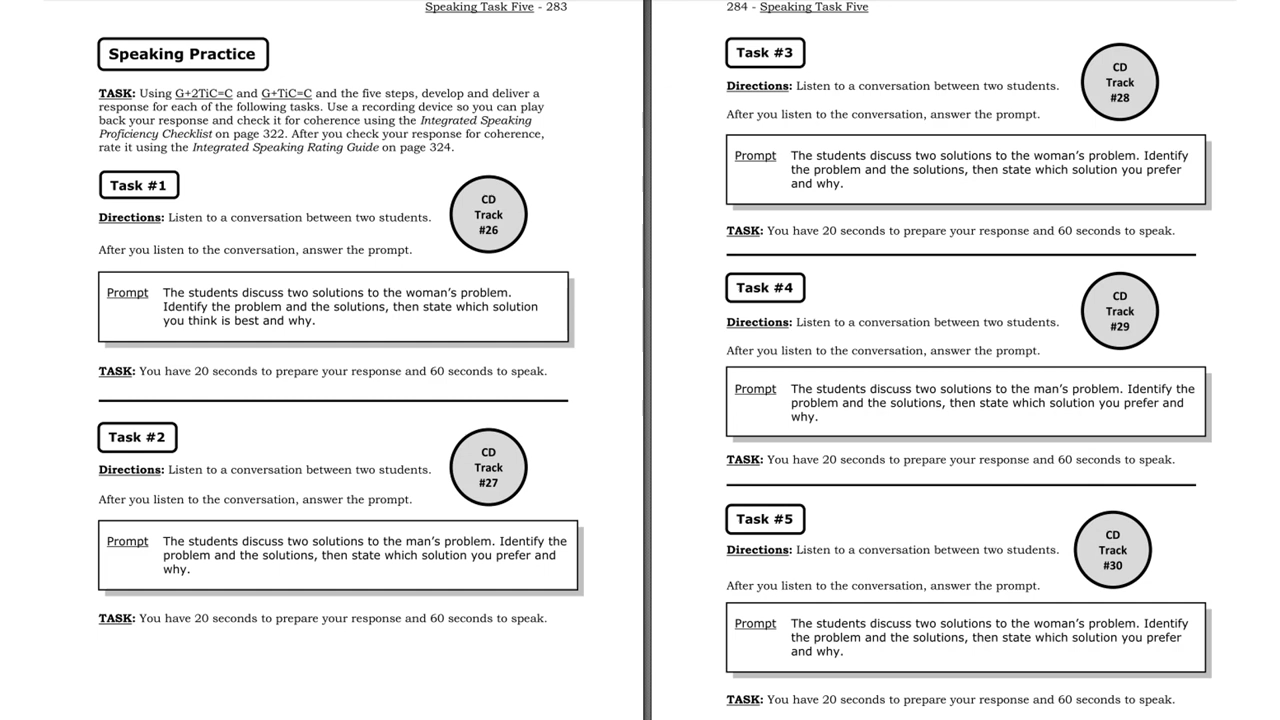 Speaking Task Five - 283
Speaking Practice
TASK: Using G+2TiC=C and G+TiC=C and the five steps, develop and deliver a
response for each of the following tasks. Use a recording device so you can play
back your response and check it for coherence using the Integrated Speaking
Proficiency Checklist on page 322. After you check your response for coherence,
rate it using the Integrated Speaking Rating Guide on page 324.
Task #1
CD
Track
#26
Directions: Listen to a conversation between two students.
After you listen to the conversation, answer the prompt.
Prompt The students discuss two solutions to the woman's problem.
Identify the problem and the solutions, then state which solution
you think is best and why.
TASK: You have 20 seconds to prepare your response and 60 seconds to speak.
Task #2
CD
Track
#27
Directions: Listen to a conversation between two students.
After you listen to the conversation, answer the prompt.
Prompt The students discuss two solutions to the man's problem. Identify the
problem and the solutions, then state which solution you prefer and
why.
TASK: You have 20 seconds to prepare your response and 60 seconds to speak.
284 - Speaking Task Five
Task #3
CD
Track
#28
Directions: Listen to a conversation between two students.
After you listen to the conversation, answer the prompt.
Prompt The students discuss two solutions to the woman's problem. Identify
the problem and the solutions, then state which solution you prefer
and why.
TASK: You have 20 seconds to prepare your response and 60 seconds to speak.
Task #4
CD
Track
#29
Directions: Listen to a conversation between two students.
After you listen to the conversation, answer the prompt.
Prompt The students discuss two solutions to the man's problem. Identify the
problem and the solutions, then state which solution you prefer and
why.
TASK: You have 20 seconds to prepare your response and 60 seconds to speak.
Task #5
CD
Track
#30
Directions: Listen to a conversation between two students.
After you listen to the conversation, answer the prompt.
Prompt The students discuss two solutions to the woman's problem. Identify
the problem and the solutions, then state which solution you prefer
and why.
TASK: You have 20 seconds to prepare your response and 60 seconds to speak.